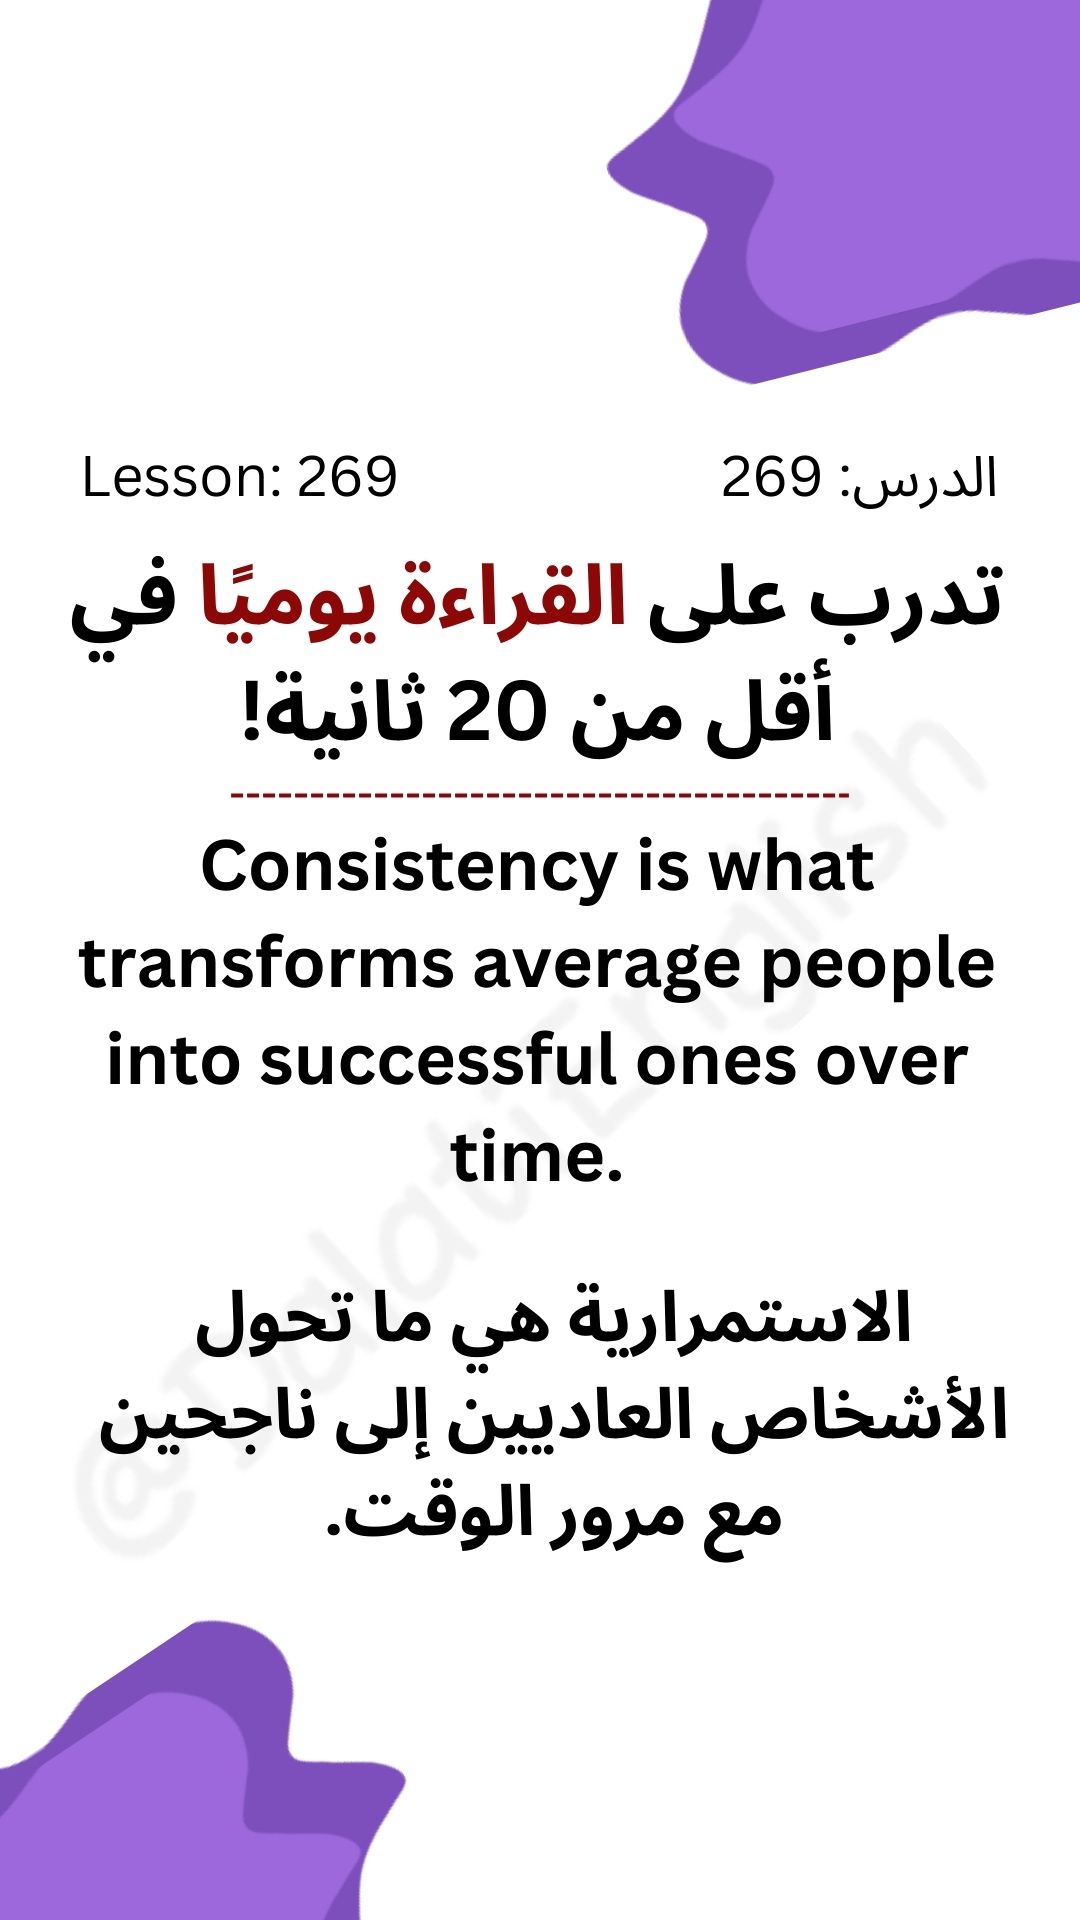 Lesson: 269
الدرس: 269
تدرب على القراءة يوميًا في
أقل من 20 ثانية!
---------------------------------------
Consistency is what
transforms average people
into successful ones over
time.
الاستمرارية هي ما تحول
الأشخاص العاديين إلى ناجحين
مع مرور الوقت.
@Dalati English